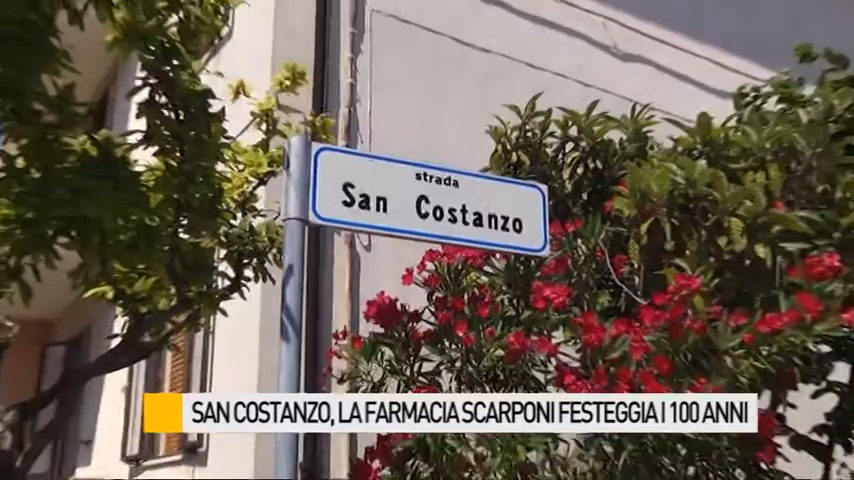 strada
San Costanzo
SAN COSTANZO, LA FARMACIA SCARPONI FESTEGGIA I 100 ANNI